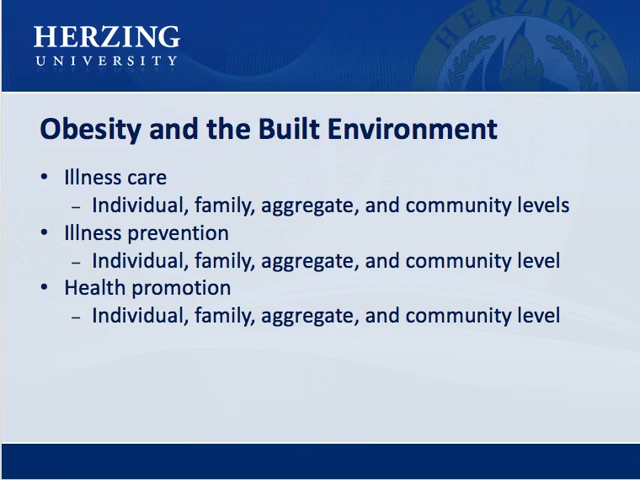 HERZING
UNIVERSITY
HERZING
Obesity and the Built Environment
• Illness care
– Individual, family, aggregate, and community levels
• Illness prevention
– Individual, family, aggregate, and community level
• Health promotion
– Individual, family, aggregate, and community level